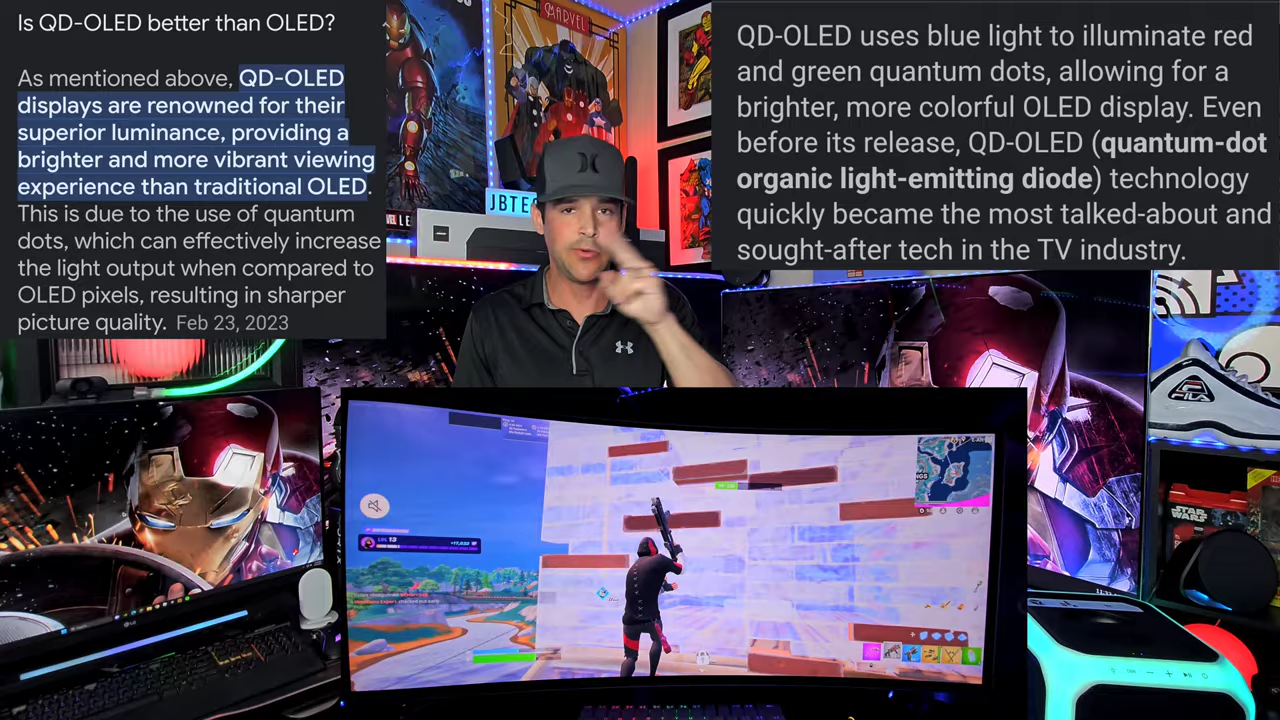 Is QD-OLED better than OLED?
As mentioned above, QD-OLED
displays are renowned for their
superior luminance, providing a
brighter and more vibrant viewing
experience than traditional OLED.
This is due to the use of quantum
dots, which can effectively increase
the light output when compared to
OLED pixels, resulting in sharper
picture quality. Feb 23, 2023
QD-OLED uses blue light to illuminate red
and green quantum dots, allowing for a
brighter, more colorful OLED display. Even
before its release, QD-OLED (quantum-dot
organic light-emitting diode) technology
quickly became the most talked-about and
sought-after tech in the TV industry.
MARVEL
JBTE
FILA
STAR
WARS
LG
LVL 13